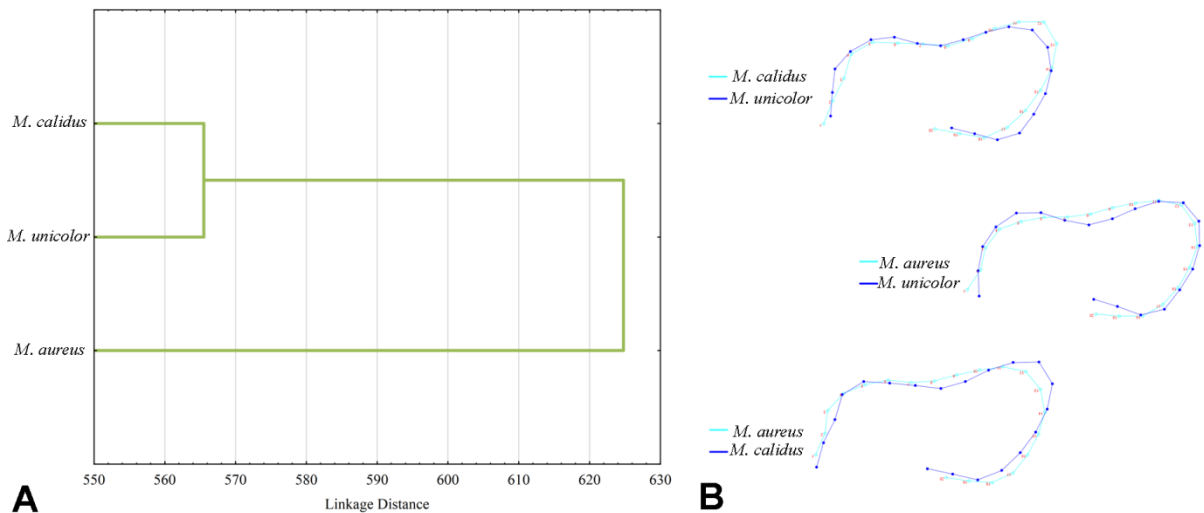 M. calidus
M. unicolor
M. aureus
550 560 570 580 590 600 610 620 630
Linkage Distance
A
M. calidus
M. unicolor
M. aureus
M. unicolor
M. aureus
M. calidus
B